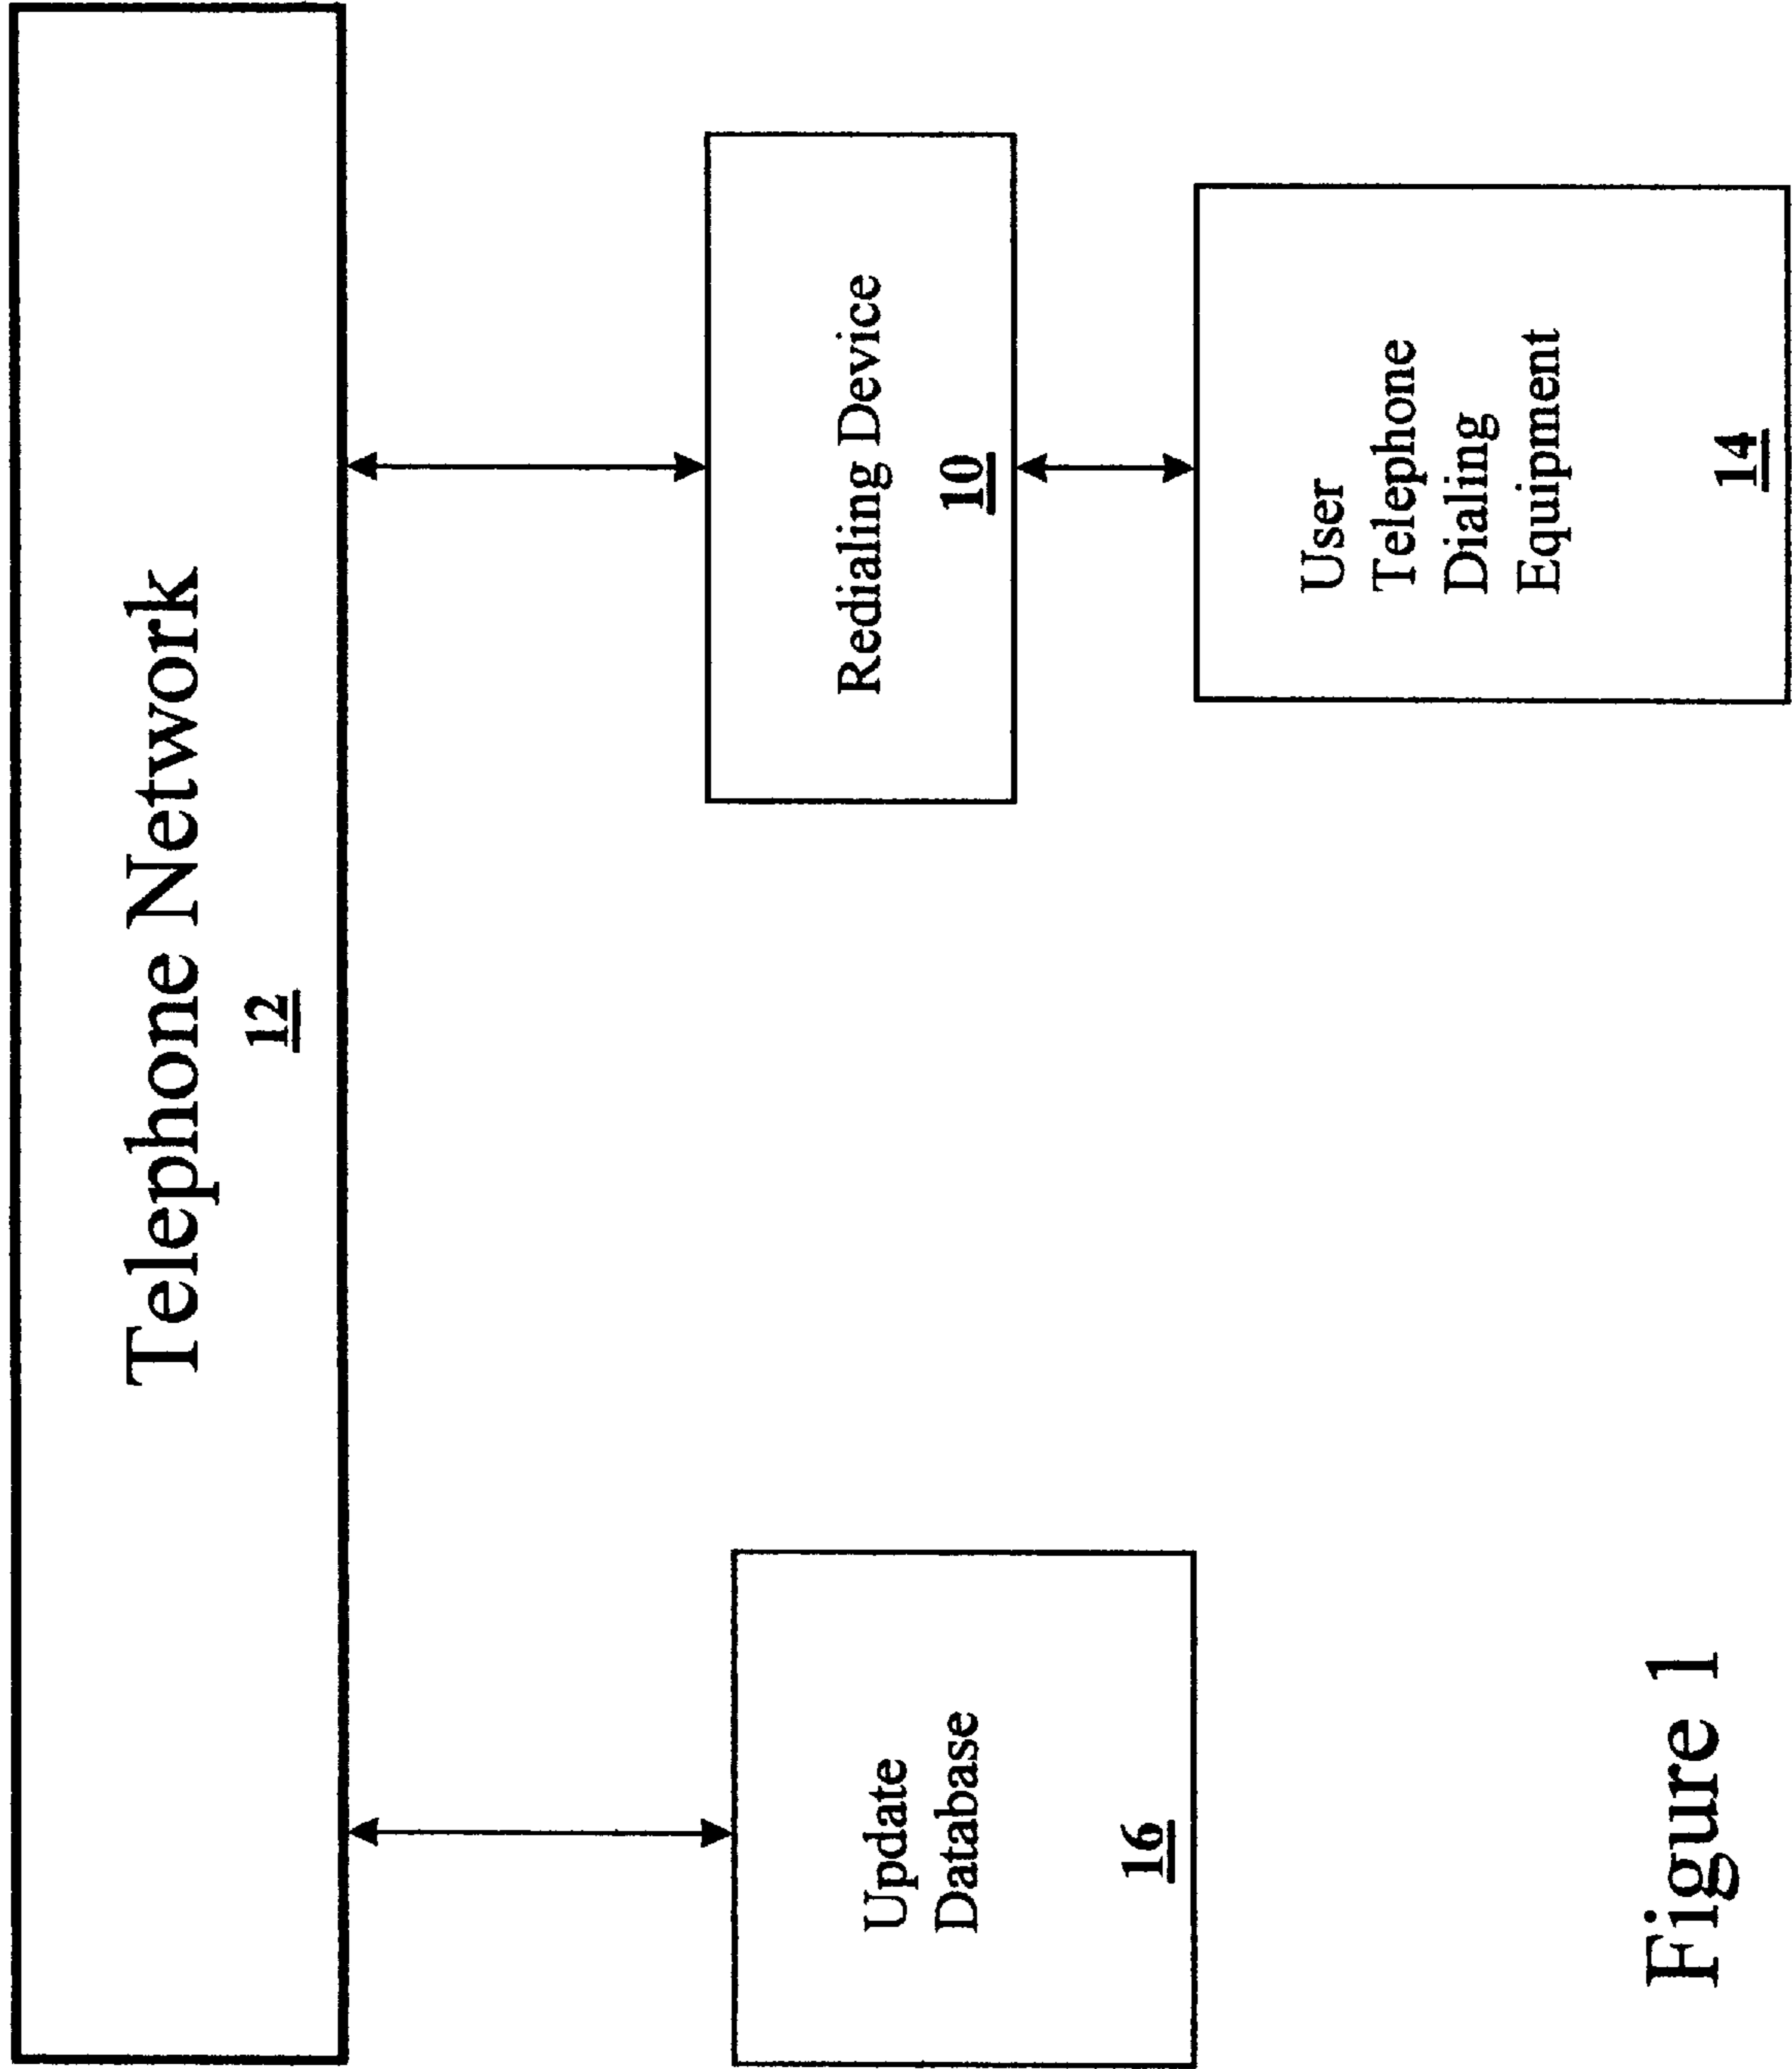 Telephone Network
12
Update
Database
16
Redialing Device
10
User
Telephone
Dialing
Equipment
14
Figure 1